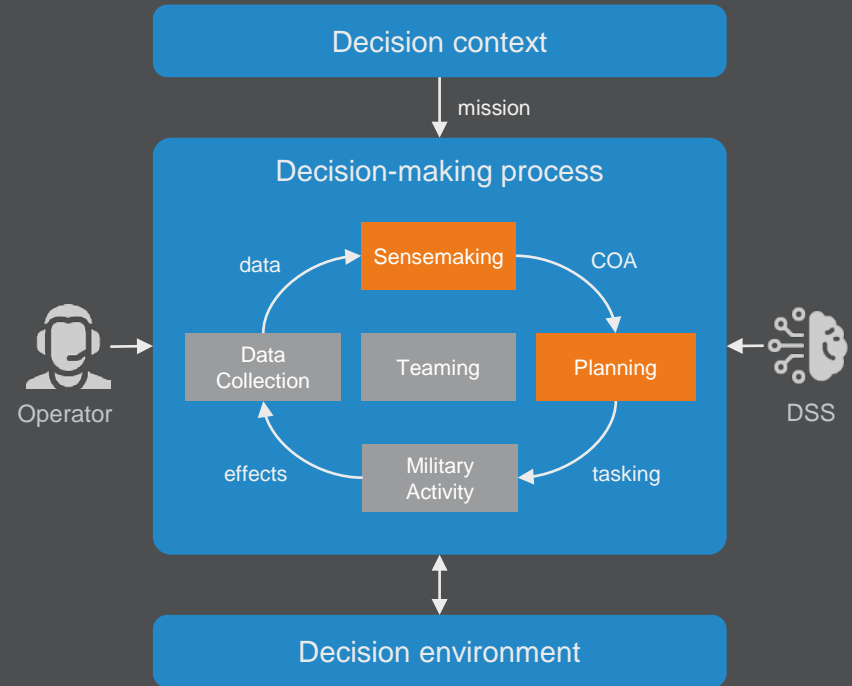 Decision context
mission
Decision-making process
Sensemaking
data
COA
Data
Collection
Teaming
Planning
Operator
DSS
Military
Activity
effects
tasking
Decision environment